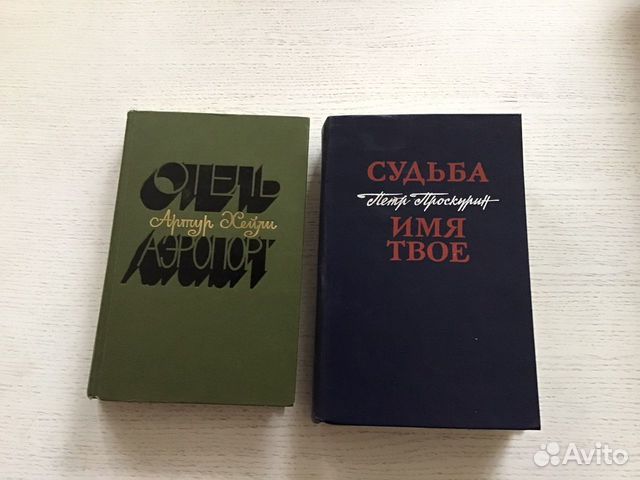 ОТЕЛЬ
Артур Хейли
АЭРОПОРТ
СУДЬБА
Петр Проскурин
ИМЯ
ТВОЕ
Avito